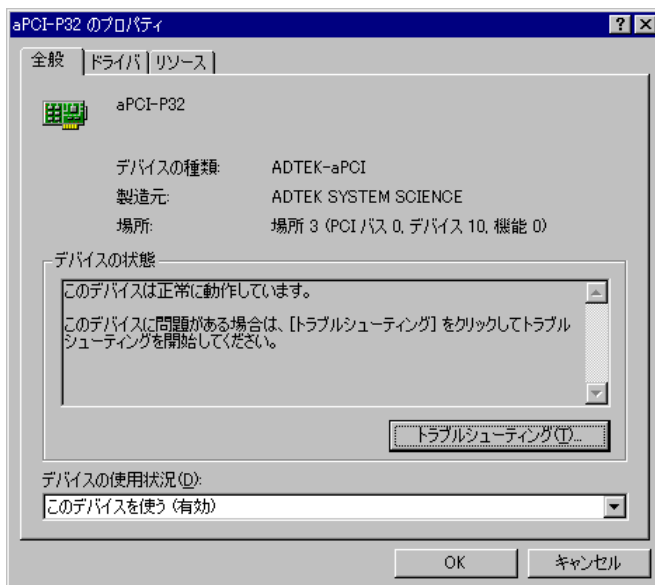 aPCI-P32 のプロパティ
全般 ドライバ リソース
aPCI-P32
デバイスの種類: ADTEK-aPCI
製造元: ADTEK SYSTEM SCIENCE
場所: 場所 3 (PCI バス 0, デバイス 10, 機能 0)
デバイスの状態
このデバイスは正常に動作しています。
このデバイスに問題がある場合は、[トラブルシューティング] をクリックしてトラブル
シューティングを開始してください。
トラブルシューティング(T)...
デバイスの使用状況(D):
このデバイスを使う (有効)
OK キャンセル